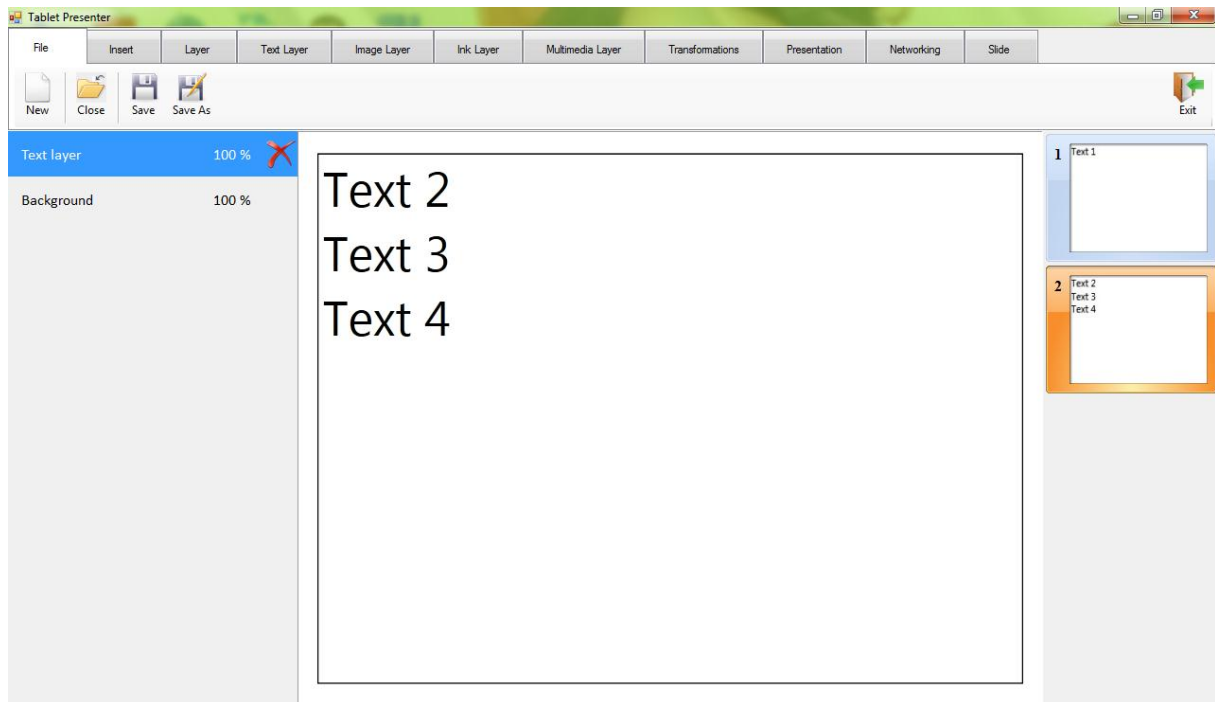 Tablet Presenter
File Insert Layer Text Layer Image Layer Ink Layer Multimedia Layer Transformations Presentation Networking Slide
New Close Save Save As Exit
Text layer 100 %
Background 100 %
Text 2
Text 3
Text 4
1 Text 1
2 Text 2
Text 3
Text 4